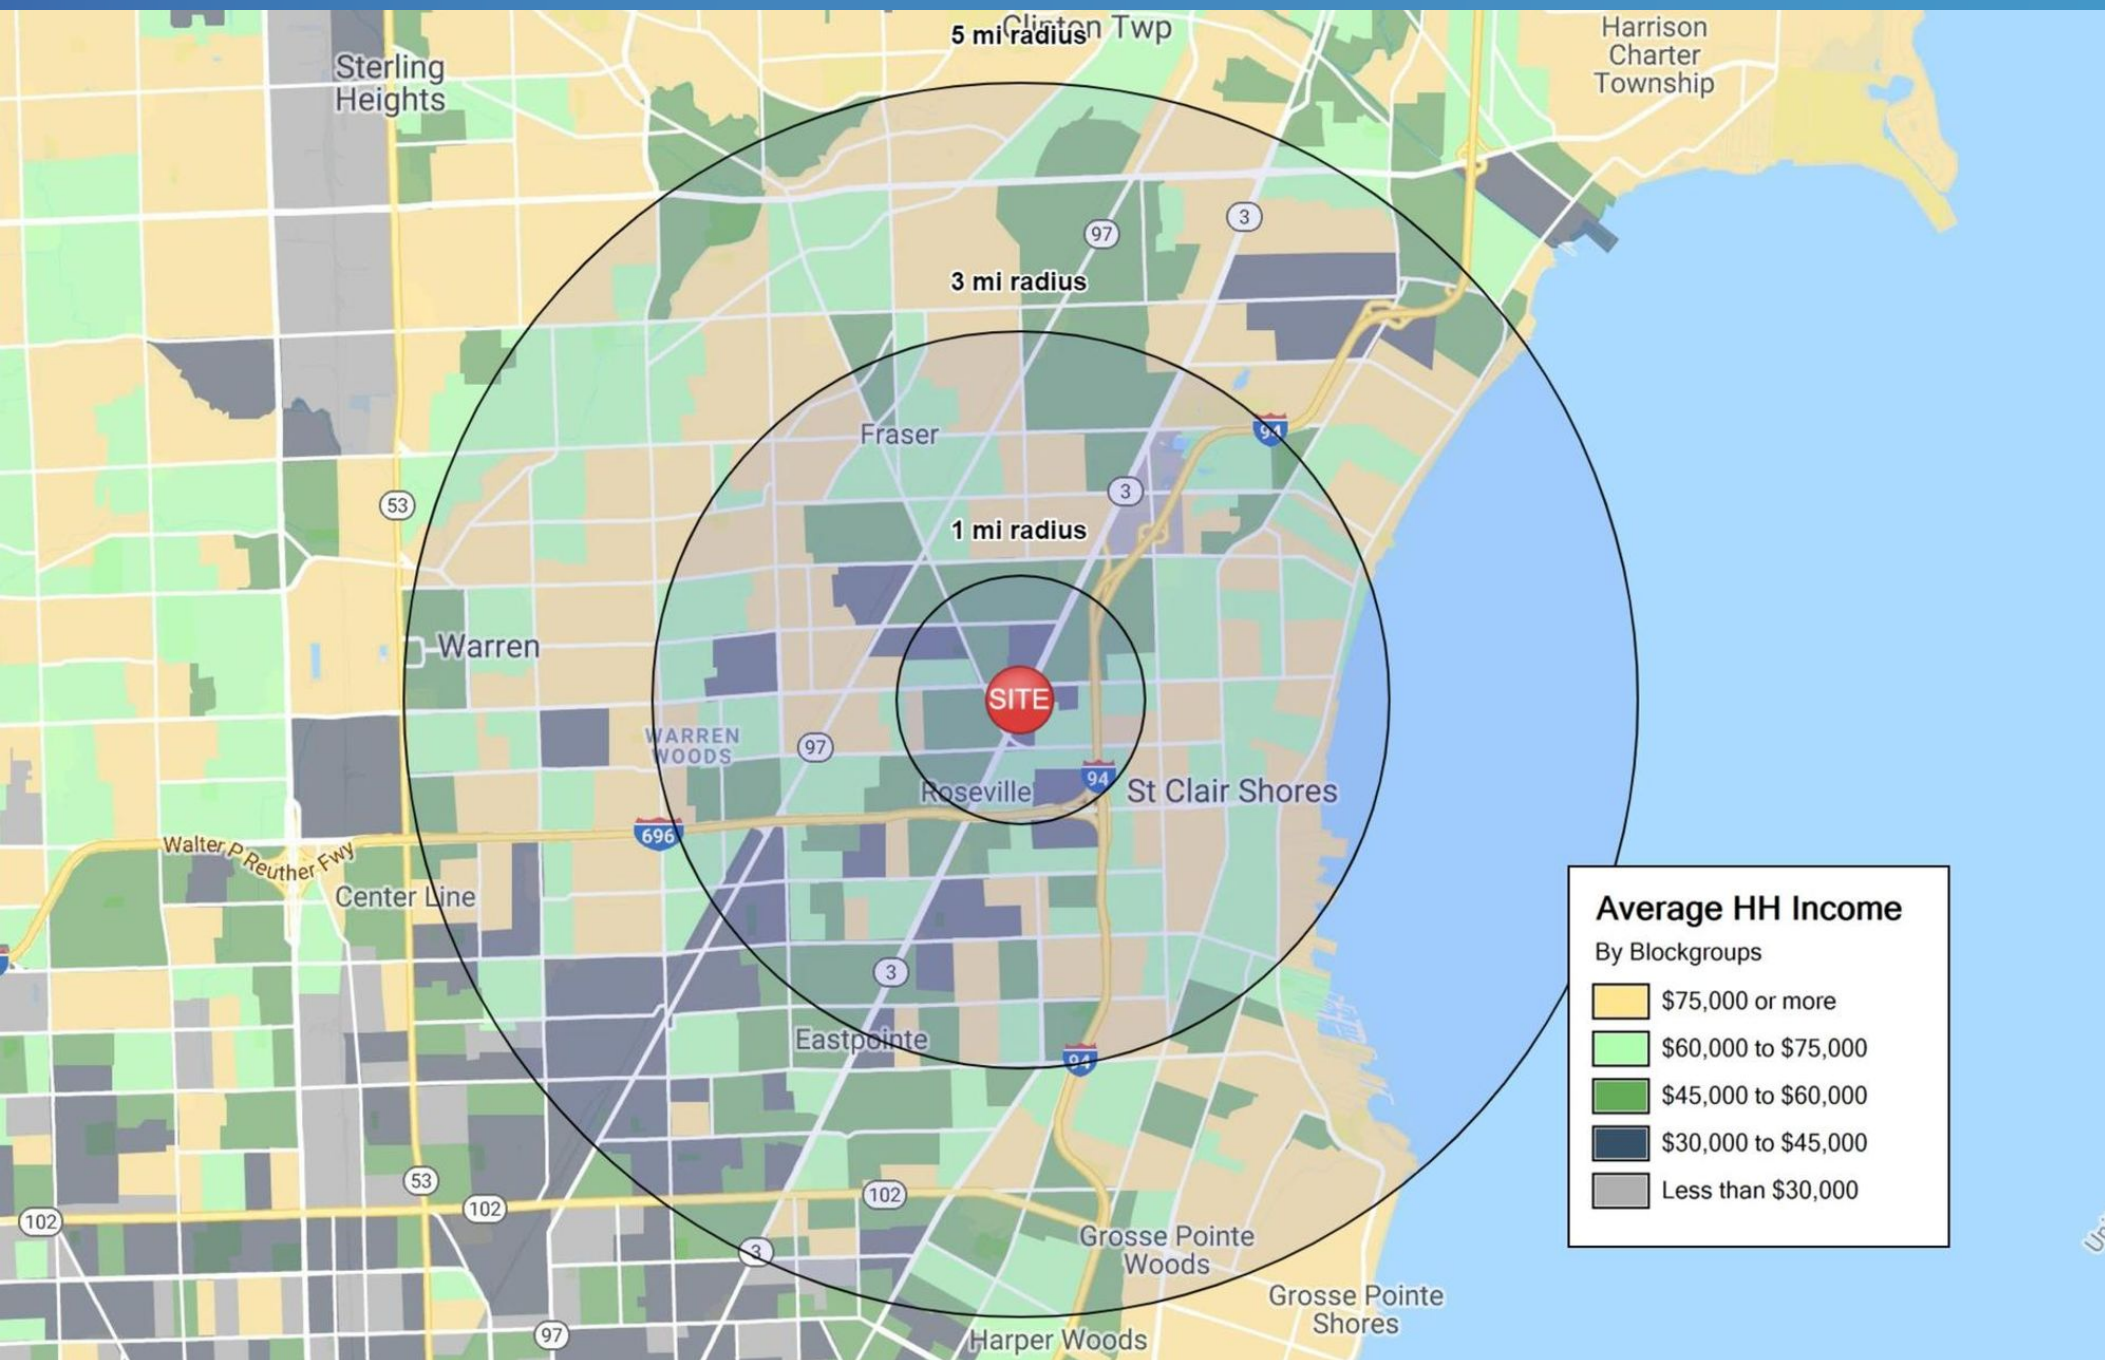 Clinton Twp
5 mi radius
Harrison
Charter
Township
Sterling
Heights
3
97
3 mi radius
94
Fraser
3
53
1 mi radius
Warren
SITE
WARREN
WOODS
97
94
Roseville
St Clair Shores
696
Walter P Reuther Fwy
Center Line
3
Eastpointe
94
53
102
102
102
3
Grosse Pointe
Woods
Grosse Pointe
Shores
97
Harper Woods
Average HH Income
By Blockgroups
$75,000 or more
$60,000 to $75,000
$45,000 to $60,000
$30,000 to $45,000
Less than $30,000